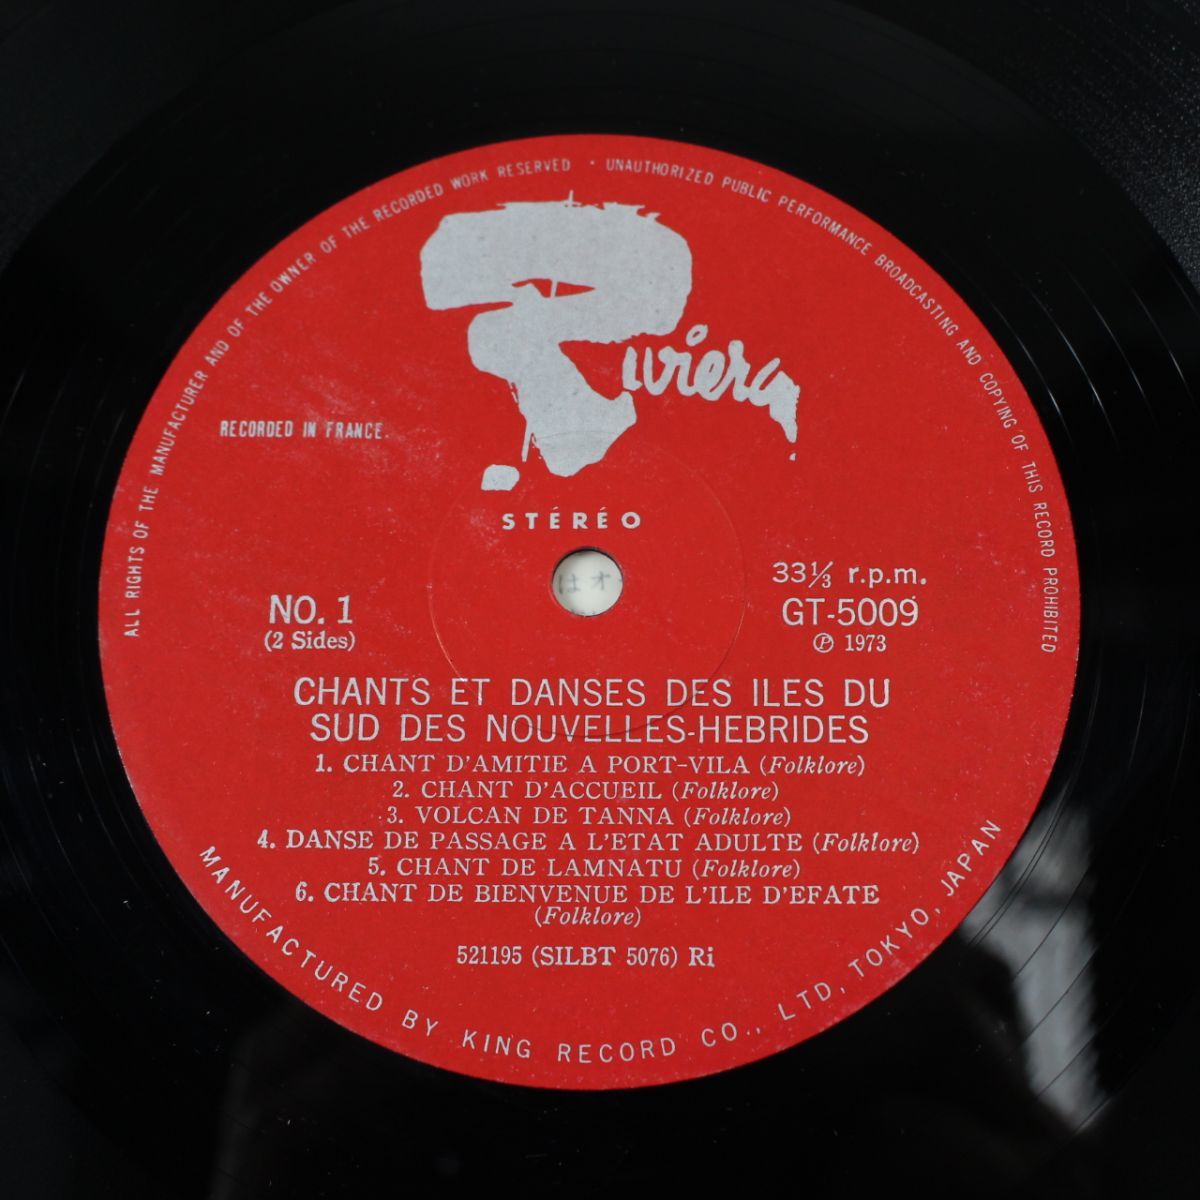 ALL RIGHTS OF THE MANUFACTURER AND OF THE OWNER OF THE RECORDED WORK RESERVED · UNAUTHORIZED PUBLIC PERFORMANCE BROADCASTING AND COPYING OF THIS RECORD PROHIBITED
Riviera
RECORDED IN FRANCE.
STÉRÉO
はオ
33⅓ r.p.m.
NO. 1
GT-5009
(2 Sides)
Ⓟ 1973
CHANTS ET DANSES DES ILES DU
SUD DES NOUVELLES-HEBRIDES
1. CHANT D'AMITIE A PORT-VILA (Folklore)
2. CHANT D'ACCUEIL (Folklore)
3. VOLCAN DE TANNA (Folklore)
4. DANSE DE PASSAGE A L'ETAT ADULTE (Folklore)
5. CHANT DE LAMNATU (Folklore)
6. CHANT DE BIENVENUE DE L'ILE D'EFATE
(Folklore)
521195 (SILBT 5076) Ri
MANUFACTURED BY KING RECORD CO., LTD, TOKYO, JAPAN